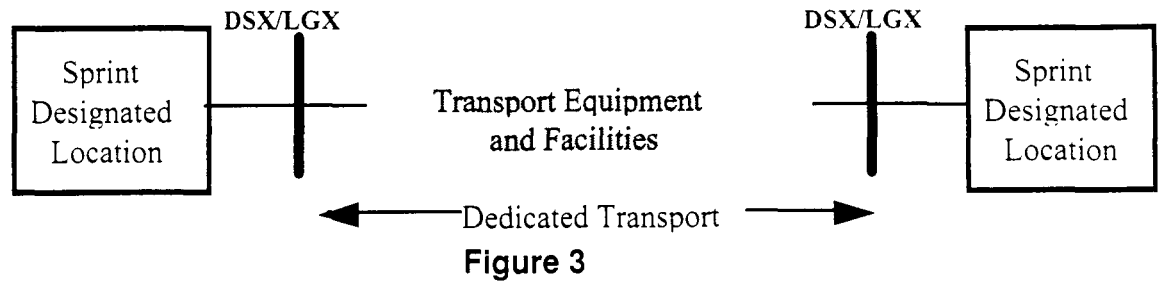 DSX/LGX
DSX/LGX
Sprint
Designated
Location
Transport Equipment
and Facilities
Sprint
Designated
Location
Dedicated Transport
Figure 3